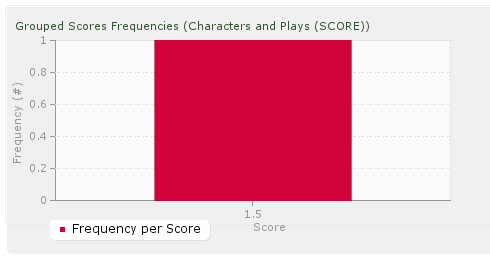 Grouped Scores Frequencies (Characters and Plays (SCORE))
Frequency (#)
1
0.8
0.6
0.4
0.2
0
1.5
Score
Frequency per Score